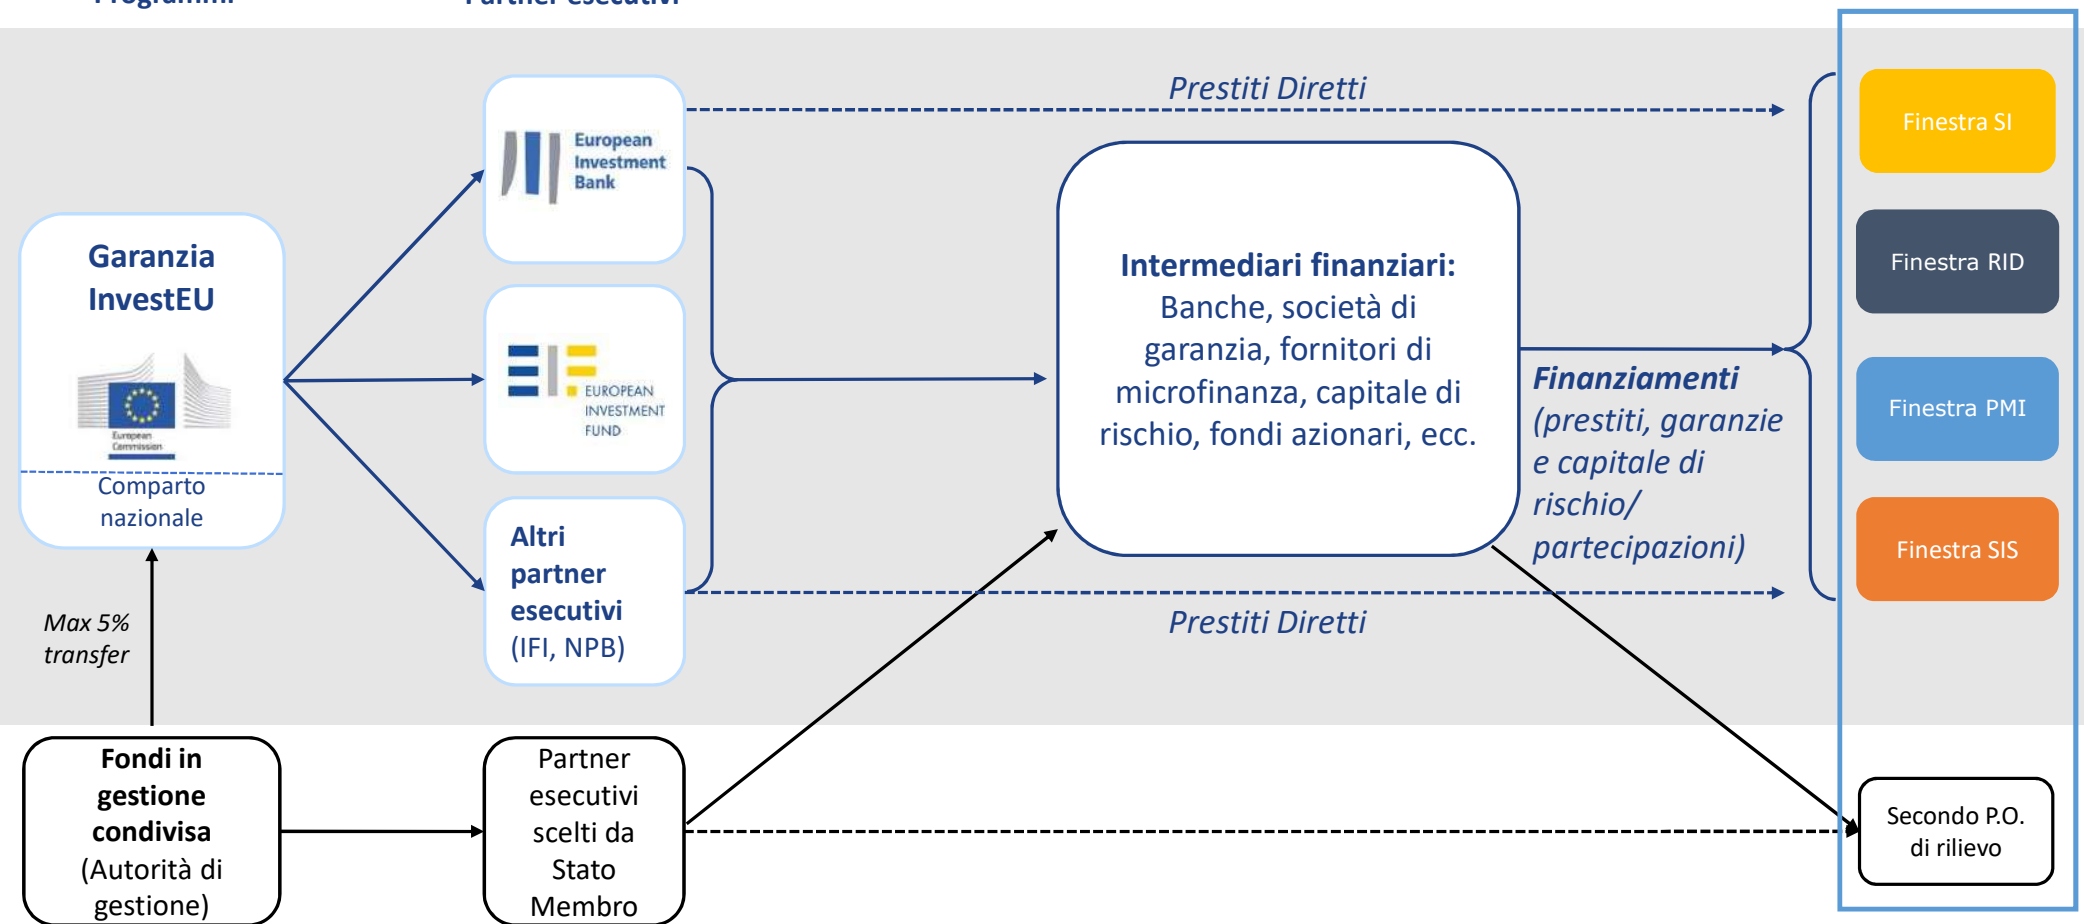 Programmi
Partner esecutivi
Prestiti Diretti
European
Investment
Bank
Garanzia
InvestEU
European
Commission
Comparto
nazionale
EUROPEAN
INVESTMENT
FUND
Altri
partner
esecutivi
(IFI, NPB)
Intermediari finanziari:
Banche, società di
garanzia, fornitori di
microfinanza, capitale di
rischio, fondi azionari, ecc.
Finanziamenti
(prestiti, garanzie
e capitale di
rischio/
partecipazioni)
Prestiti Diretti
Finestra SI
Finestra RID
Finestra PMI
Finestra SIS
Max 5%
transfer
Fondi in
gestione
condivisa
(Autorità di
gestione)
Partner
esecutivi
scelti da
Stato
Membro
Secondo P.O.
di rilievo